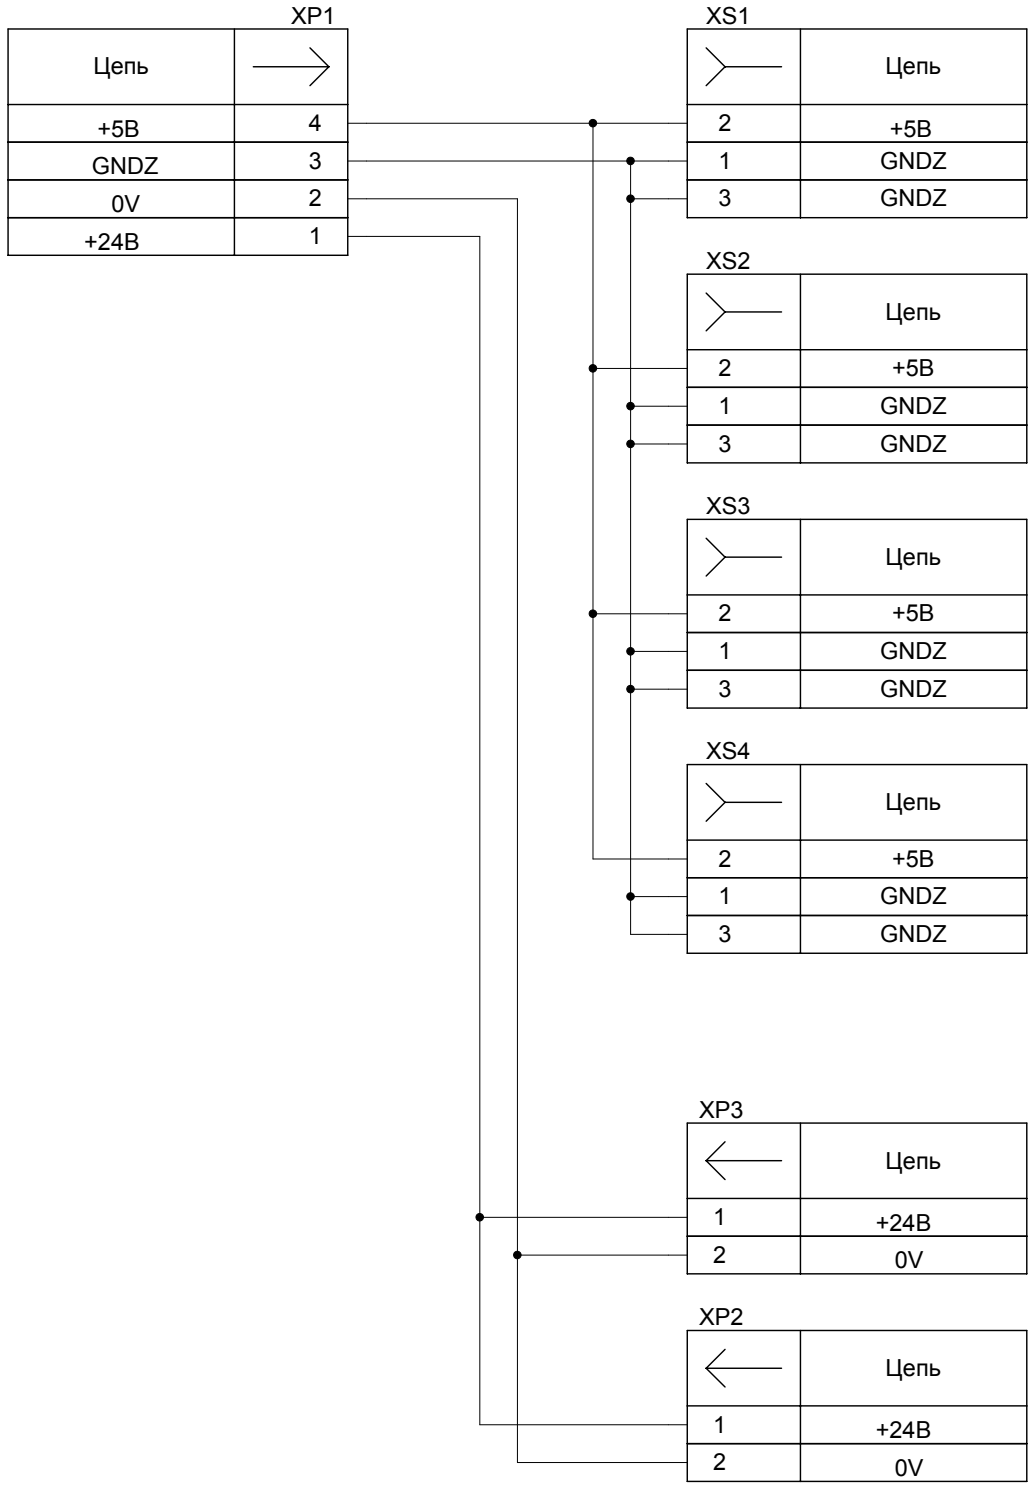 XP1
Цепь
+5В 4
GNDZ 3
0V 2
+24В 1
XS1
Цепь
2 +5В
1 GNDZ
3 GNDZ
XS2
Цепь
2 +5В
1 GNDZ
3 GNDZ
XS3
Цепь
2 +5В
1 GNDZ
3 GNDZ
XS4
Цепь
2 +5В
1 GNDZ
3 GNDZ
XP3
Цепь
1 +24В
2 0V
XP2
Цепь
1 +24В
2 0V